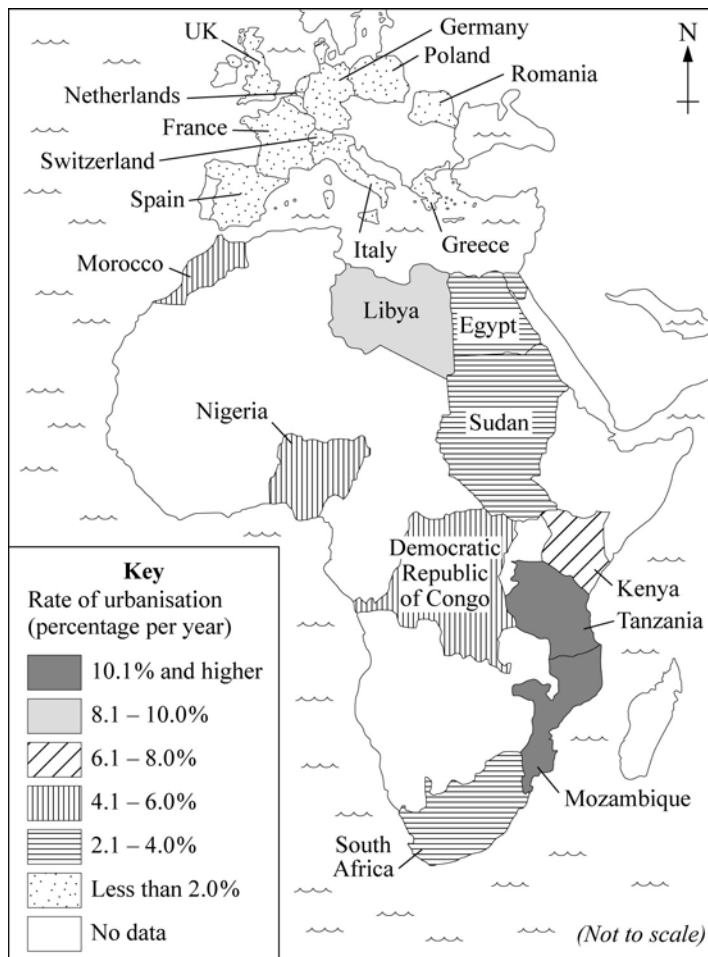 UK
Germany
Poland
N
Netherlands
Romania
France
Switzerland
Spain
Italy
Greece
Morocco
Libya
Egypt
Nigeria
Sudan
Democratic
Republic
of Congo
Kenya
Tanzania
Mozambique
South
Africa
Key
Rate of urbanisation
(percentage per year)
10.1% and higher
8.1 – 10.0%
6.1 – 8.0%
4.1 – 6.0%
2.1 – 4.0%
Less than 2.0%
No data
(Not to scale)